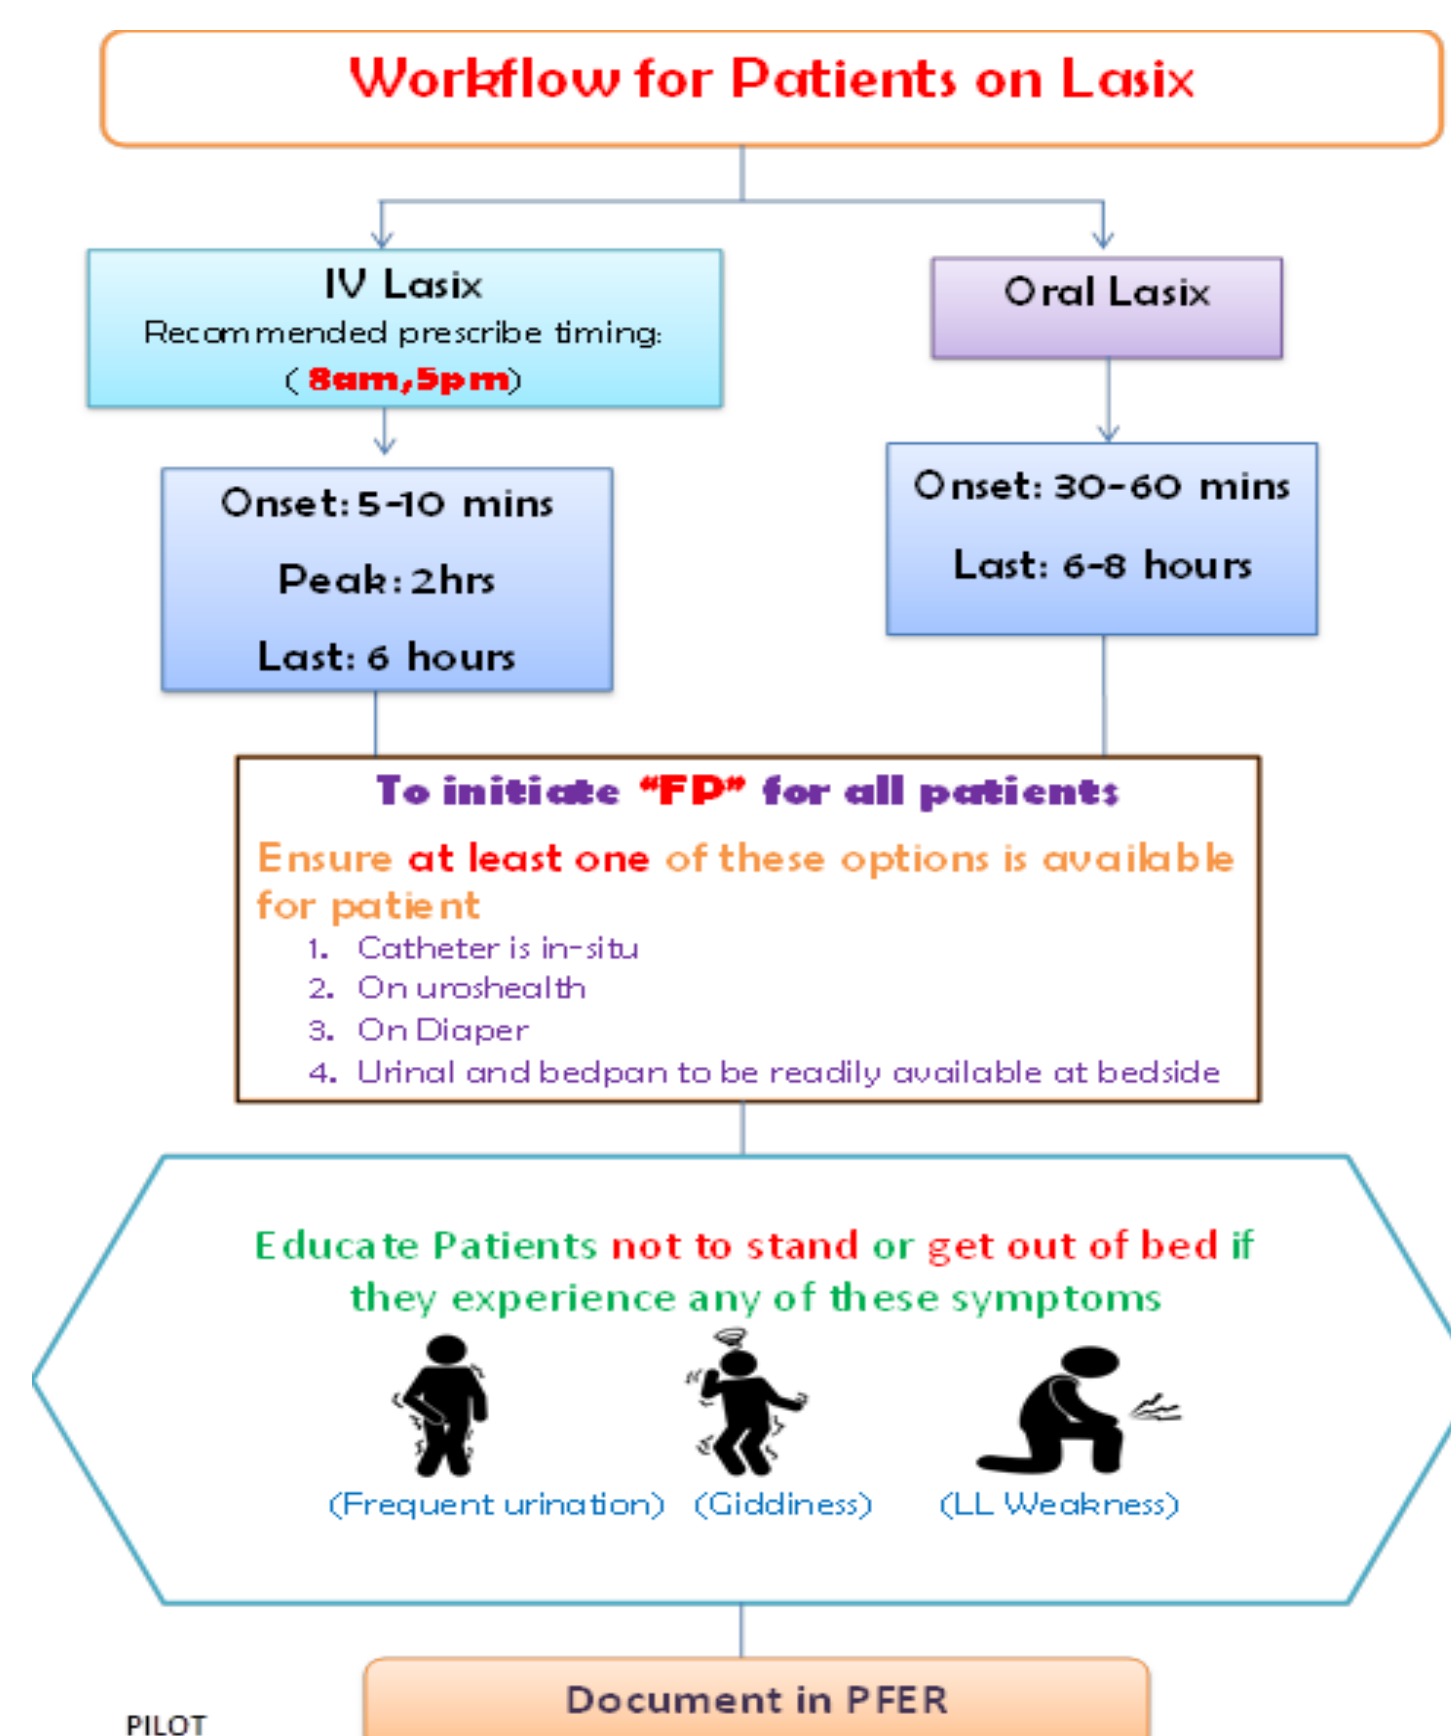 Workflow for Patients on Lasix
IV Lasix
Recommended prescribe timing:
( 8am,5pm)
Oral Lasix
Onset: 5-10 mins
Peak: 2hrs
Last: 6 hours
Onset: 30-60 mins
Last: 6-8 hours
To initiate “FP” for all patients
Ensure at least one of these options is available
for patient
1. Catheter is in-situ
2. On uroshealth
3. On Diaper
4. Urinal and bedpan to be readily available at bedside
Educate Patients not to stand or get out of bed if
they experience any of these symptoms
(Frequent urination) (Giddiness) (LL Weakness)
Document in PFER
PILOT